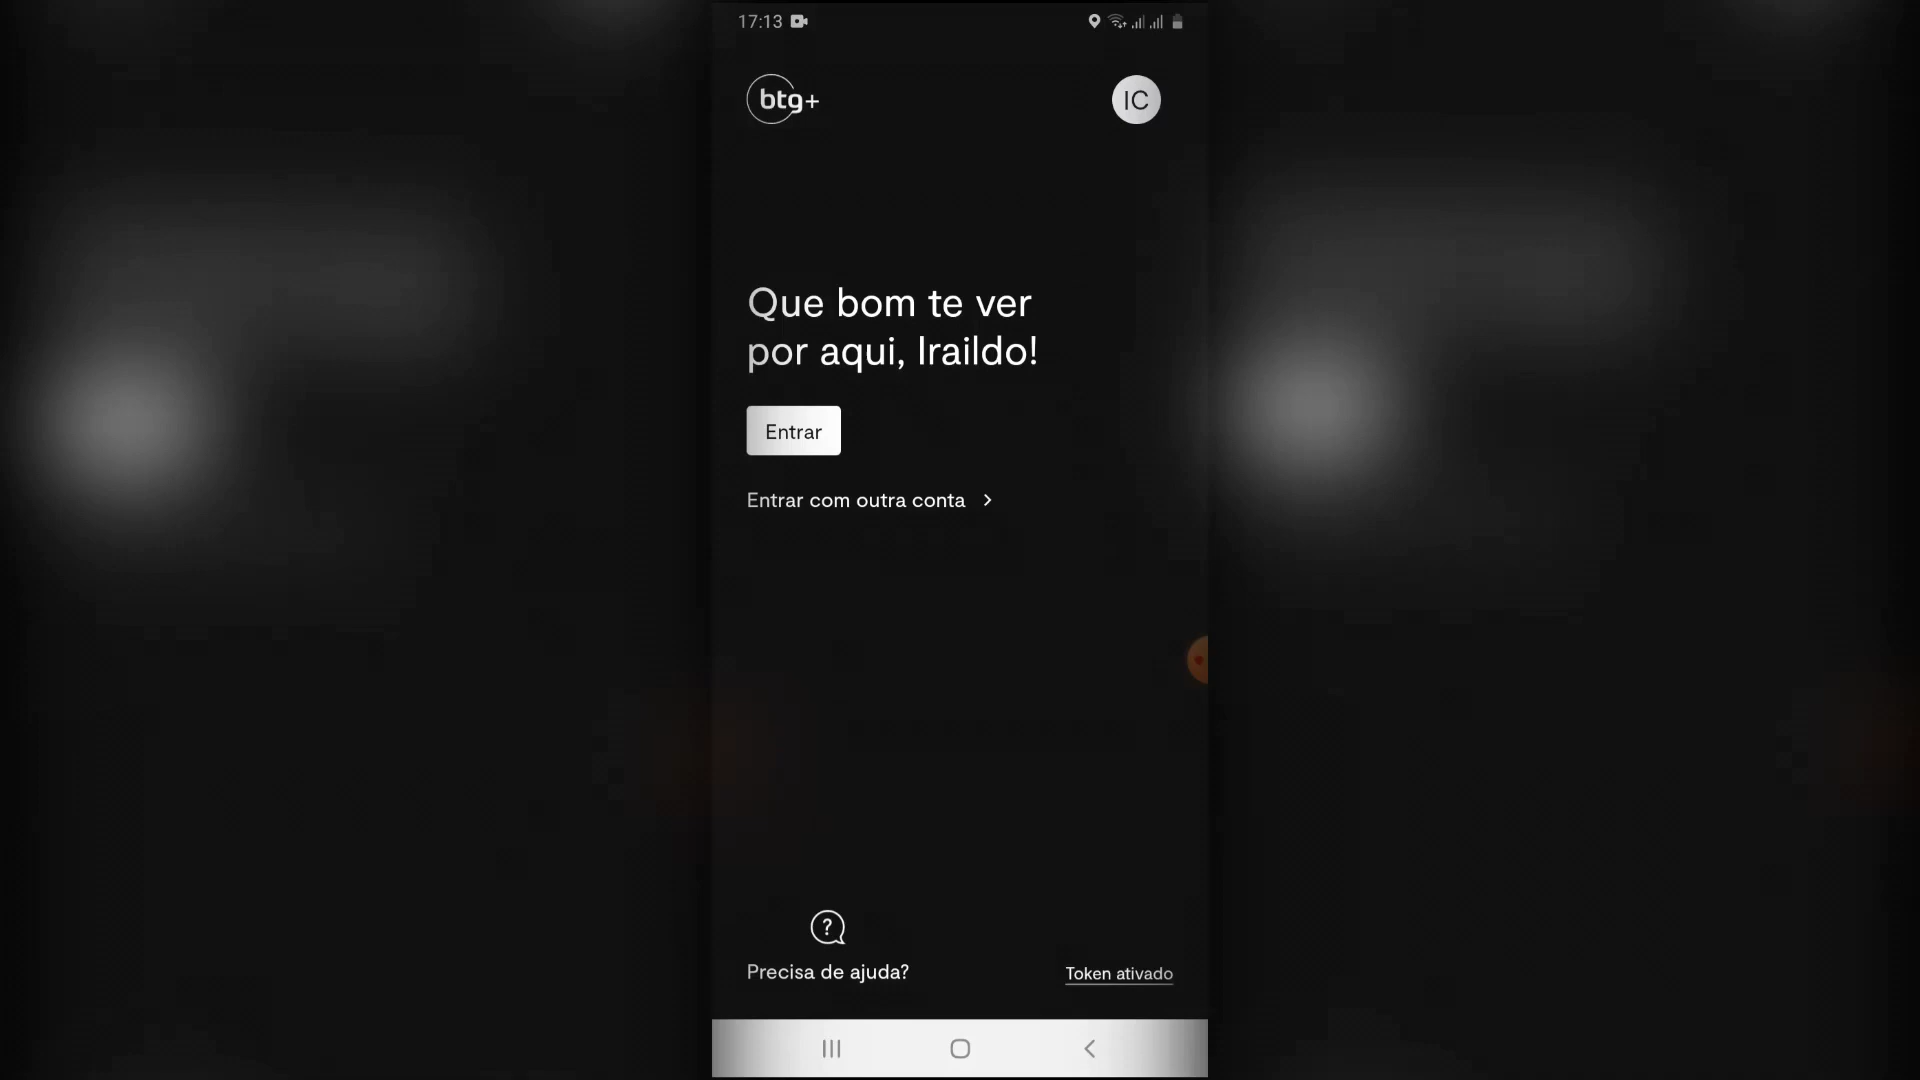 17:13
btg+
IC
Que bom te ver
por aqui, Iraildo!
Entrar
Entrar com outra conta
?
Precisa de ajuda?
Token ativado